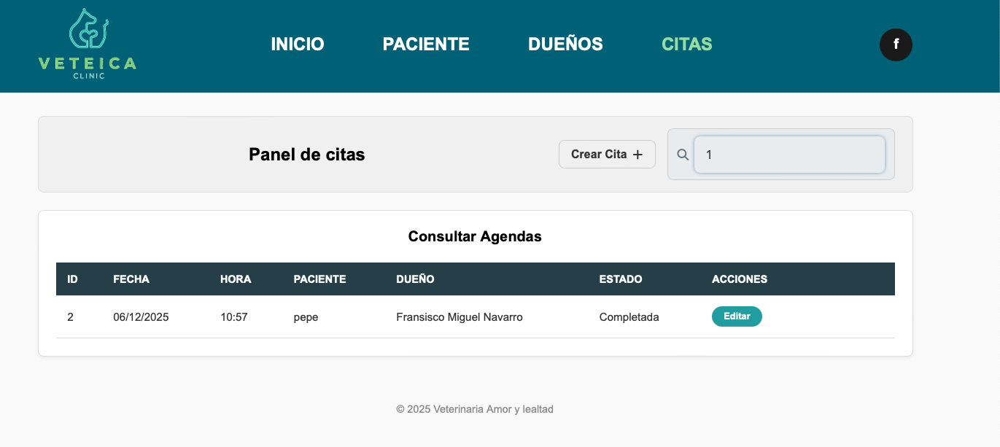 VETEICA
CLINIC
INICIO PACIENTE DUEÑOS CITAS
f
Panel de citas
Crear Cita +
1
Consultar Agendas
ID FECHA HORA PACIENTE DUEÑO ESTADO ACCIONES
2 06/12/2025 10:57 pepe Fransisco Miguel Navarro Completada Editar
© 2025 Veterinaria Amor y lealtad